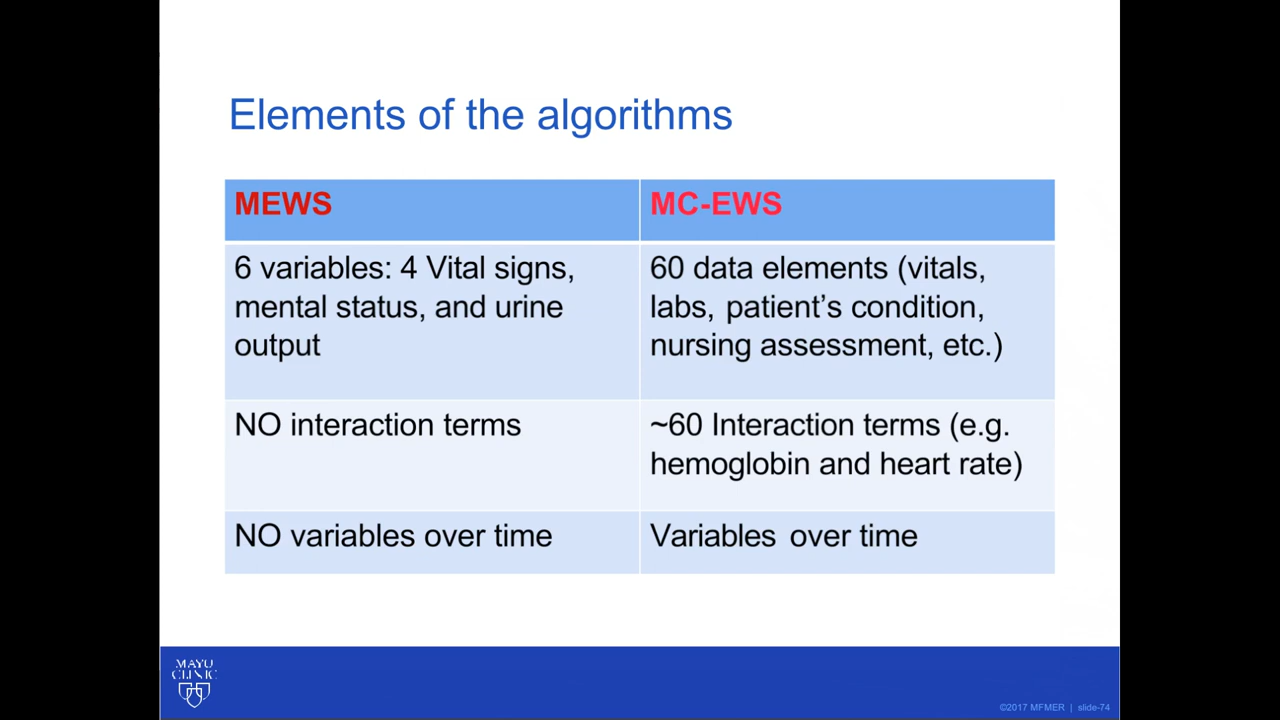 Elements of the algorithms
MEWS
MC-EWS
6 variables: 4 Vital signs,
mental status, and urine
output
60 data elements (vitals,
labs, patient's condition,
nursing assessment, etc.)
NO interaction terms
~60 Interaction terms (e.g.
hemoglobin and heart rate)
NO variables over time
Variables over time
MAYO
CLINIC
©2017 MFMER | slide-74